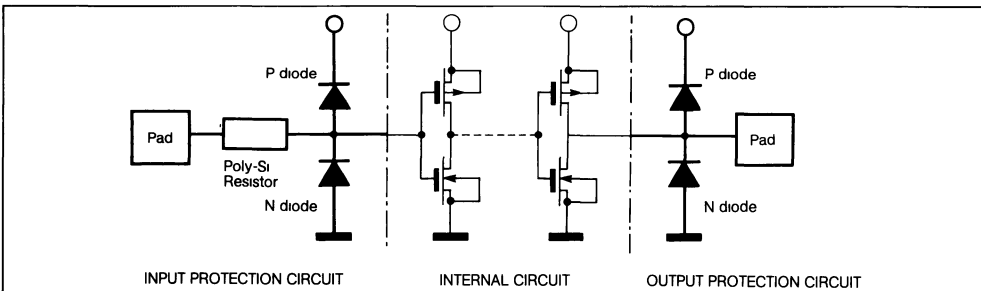 P diode
P diode
Pad
Pad
Poly-Si
Resistor
N diode
N diode
INPUT PROTECTION CIRCUIT
INTERNAL CIRCUIT
OUTPUT PROTECTION CIRCUIT